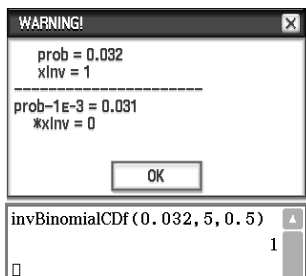 WARNING!
prob = 0.032
xInv = 1
----------------------
prob-1E-3 = 0.031
*xInv = 0
OK
invBinomialCDf(0.032,5,0.5)
1